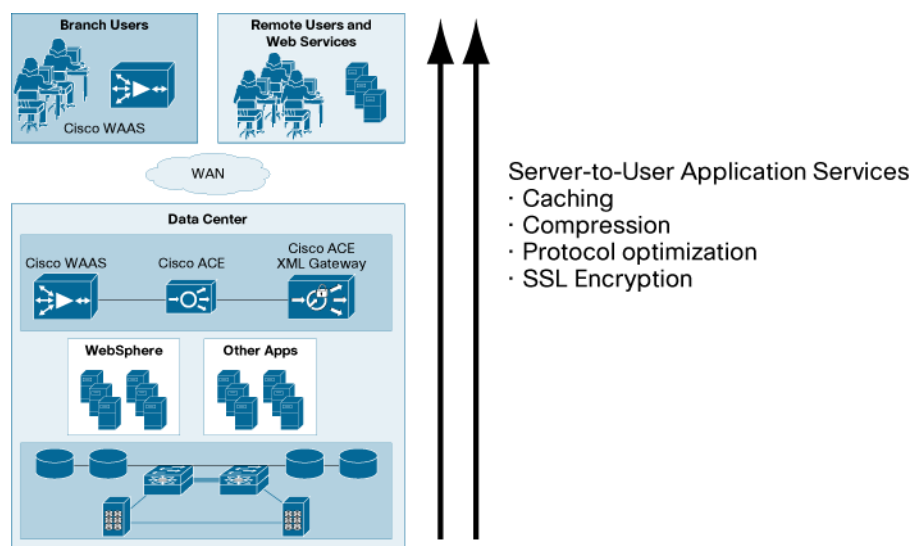 Branch Users
Cisco WAAS
Remote Users and
Web Services
WAN
Data Center
Cisco WAAS
Cisco ACE
Cisco ACE
XML Gateway
WebSphere
Other Apps
Server-to-User Application Services
· Caching
· Compression
· Protocol optimization
· SSL Encryption